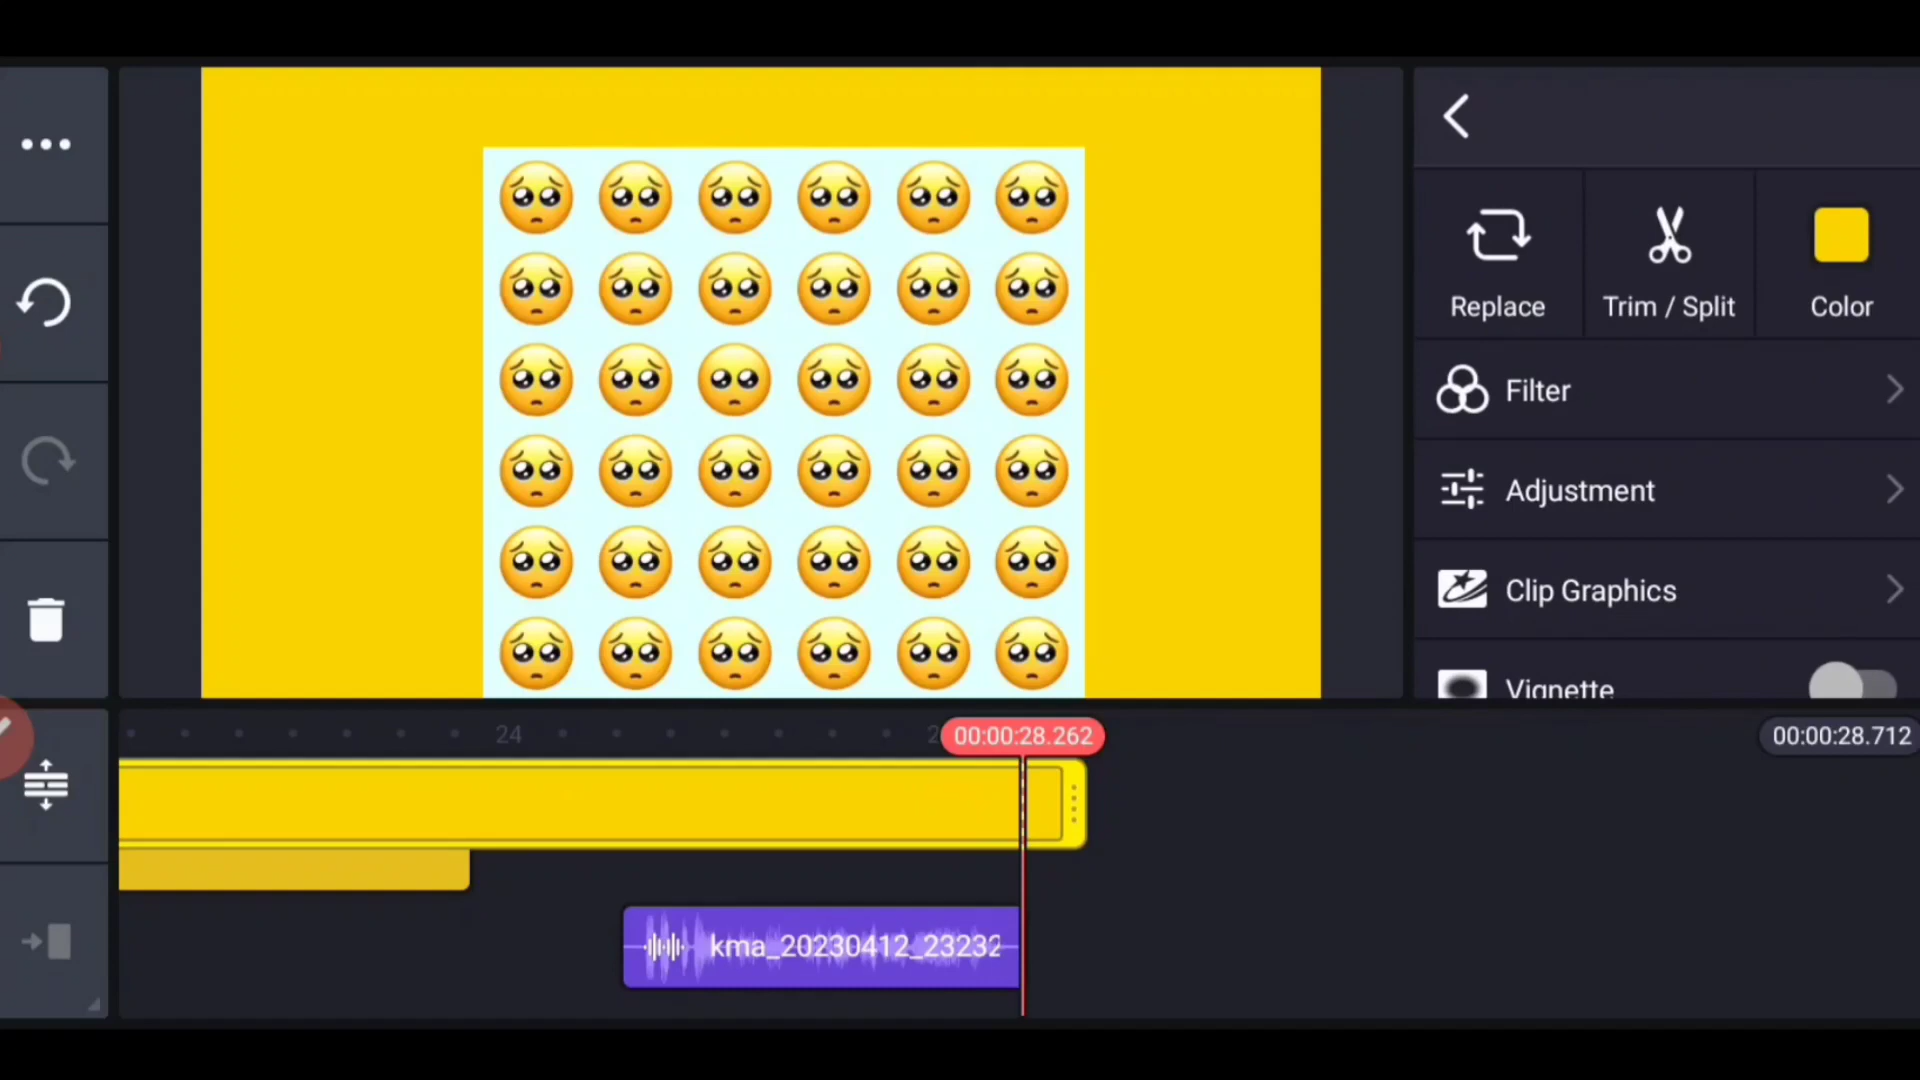 Replace
Trim / Split
Color
Filter
Adjustment
Clip Graphics
Vignette
24
00:00:28.262
00:00:28.712
kma_20230412_23232